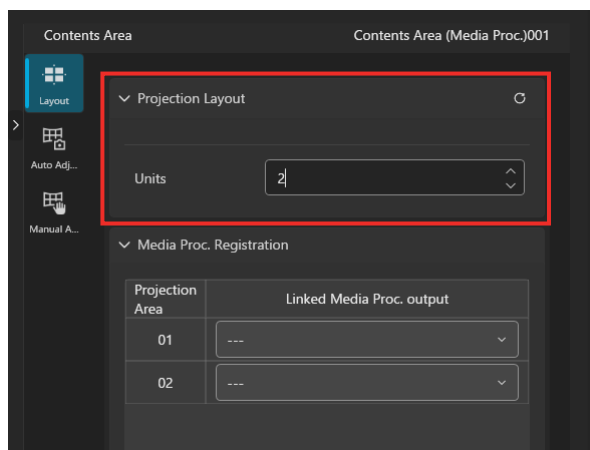 Contents Area
Contents Area (Media Proc.)001
Layout
Projection Layout
Auto Adj...
Units
2
Manual A...
Media Proc. Registration
Projection
Area
Linked Media Proc. output
01
---
02
---